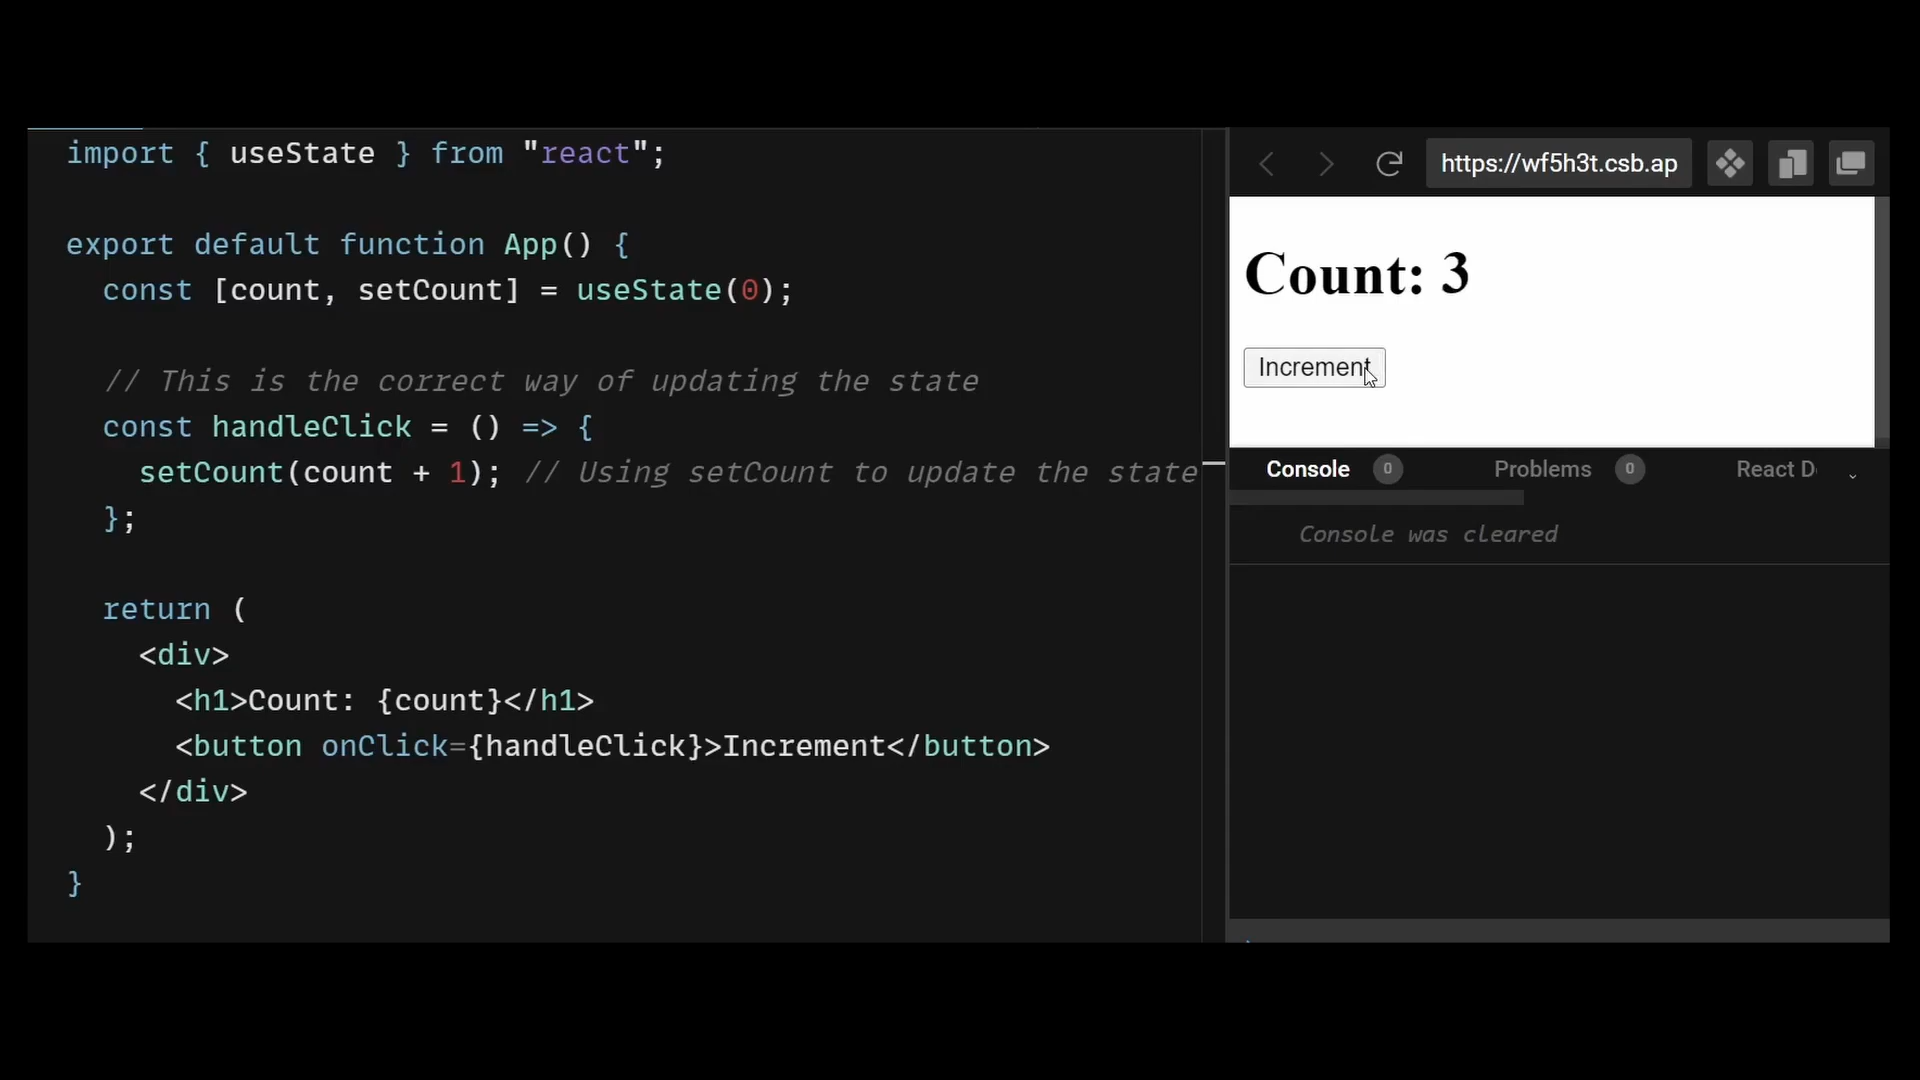 import { useState } from "react";
export default function App() {
const [count, setCount] = useState(0);
// This is the correct way of updating the state
const handleClick = () => {
setCount(count + 1); // Using setCount to update the state
};
return (
<div>
<h1>Count: {count}</h1>
<button onClick={handleClick}>Increment</button>
</div>
);
}
https://wf5h3t.csb.ap
Count: 3
Increment
Console 0 Problems 0 React D
Console was cleared